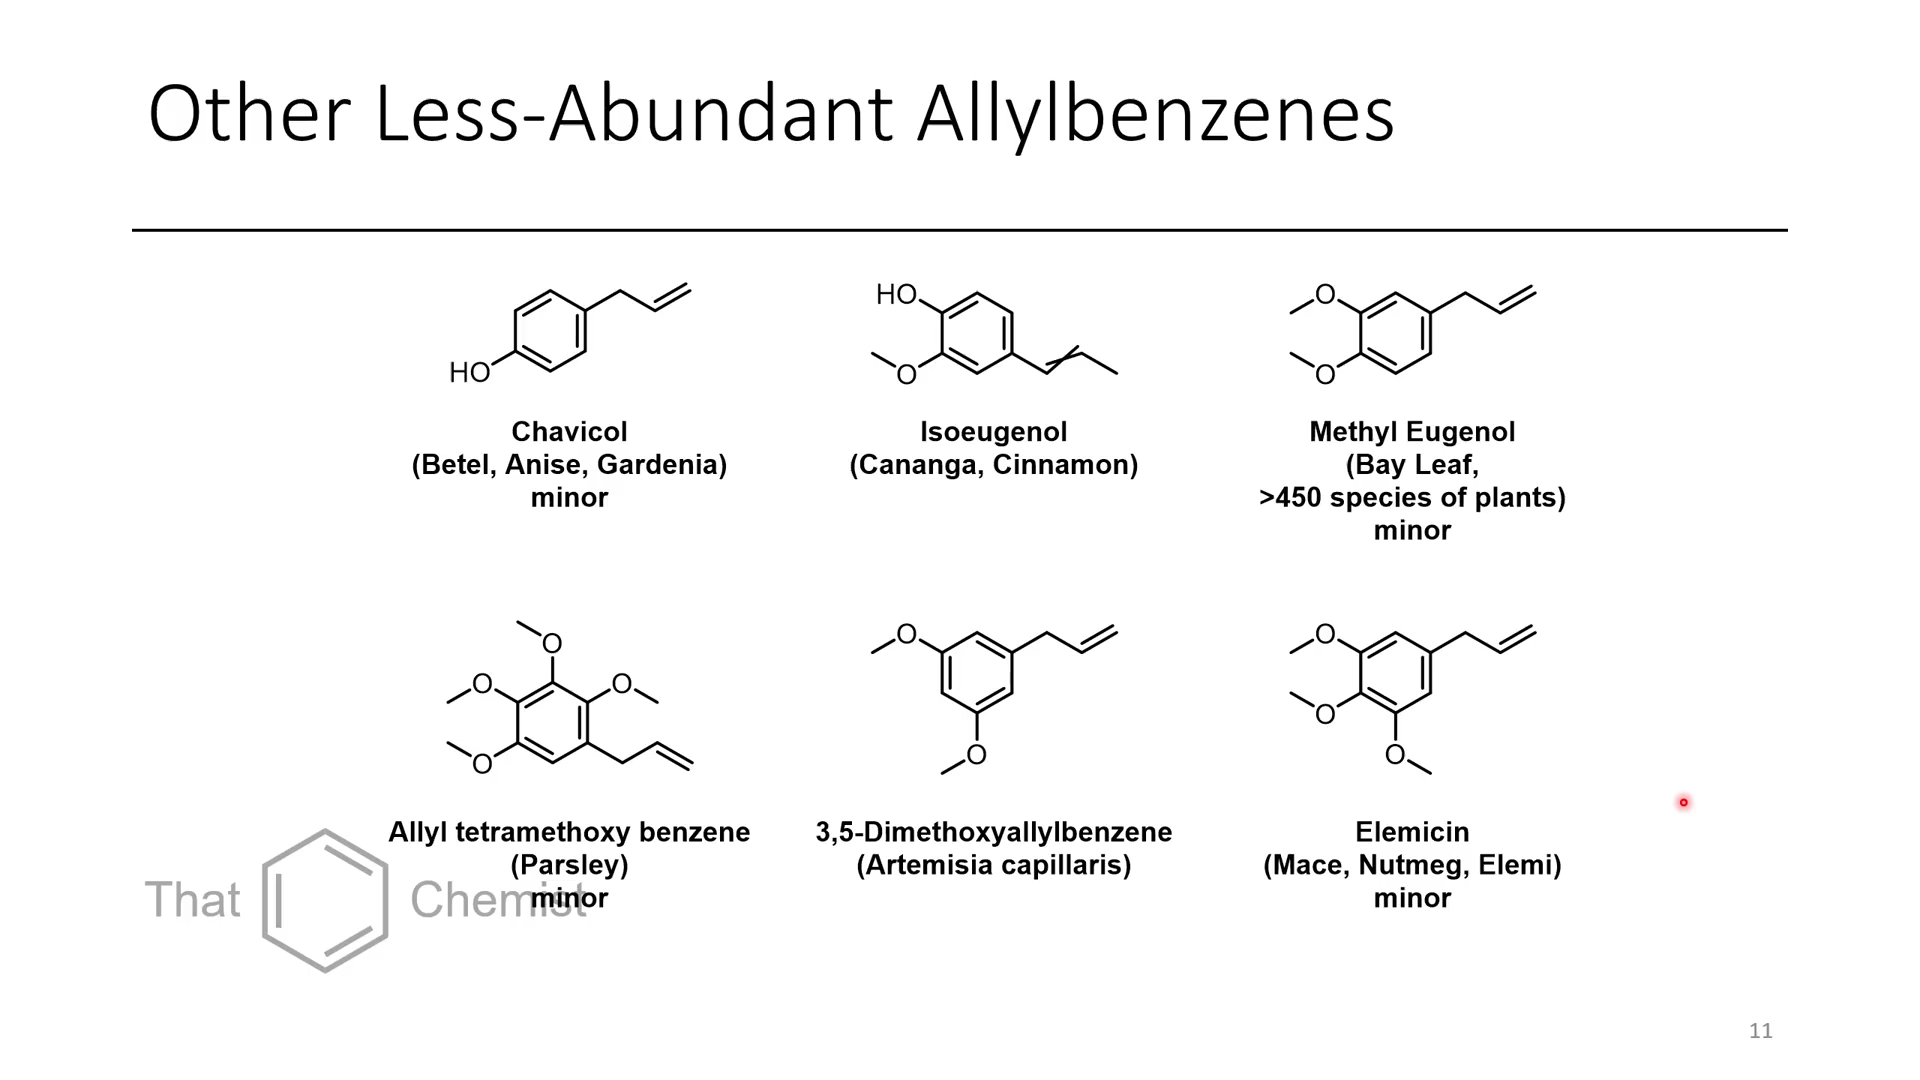 Other Less-Abundant Allylbenzenes
HO
Chavicol
(Betel, Anise, Gardenia)
minor
HO
O
Isoeugenol
(Cananga, Cinnamon)
O
O
Methyl Eugenol
(Bay Leaf,
>450 species of plants)
minor
O
O
O
O
Allyl tetramethoxy benzene
(Parsley)
minor
O
O
3,5-Dimethoxyallylbenzene
(Artemisia capillaris)
O
O
O
Elemicin
(Mace, Nutmeg, Elemi)
minor
That Chemist
11